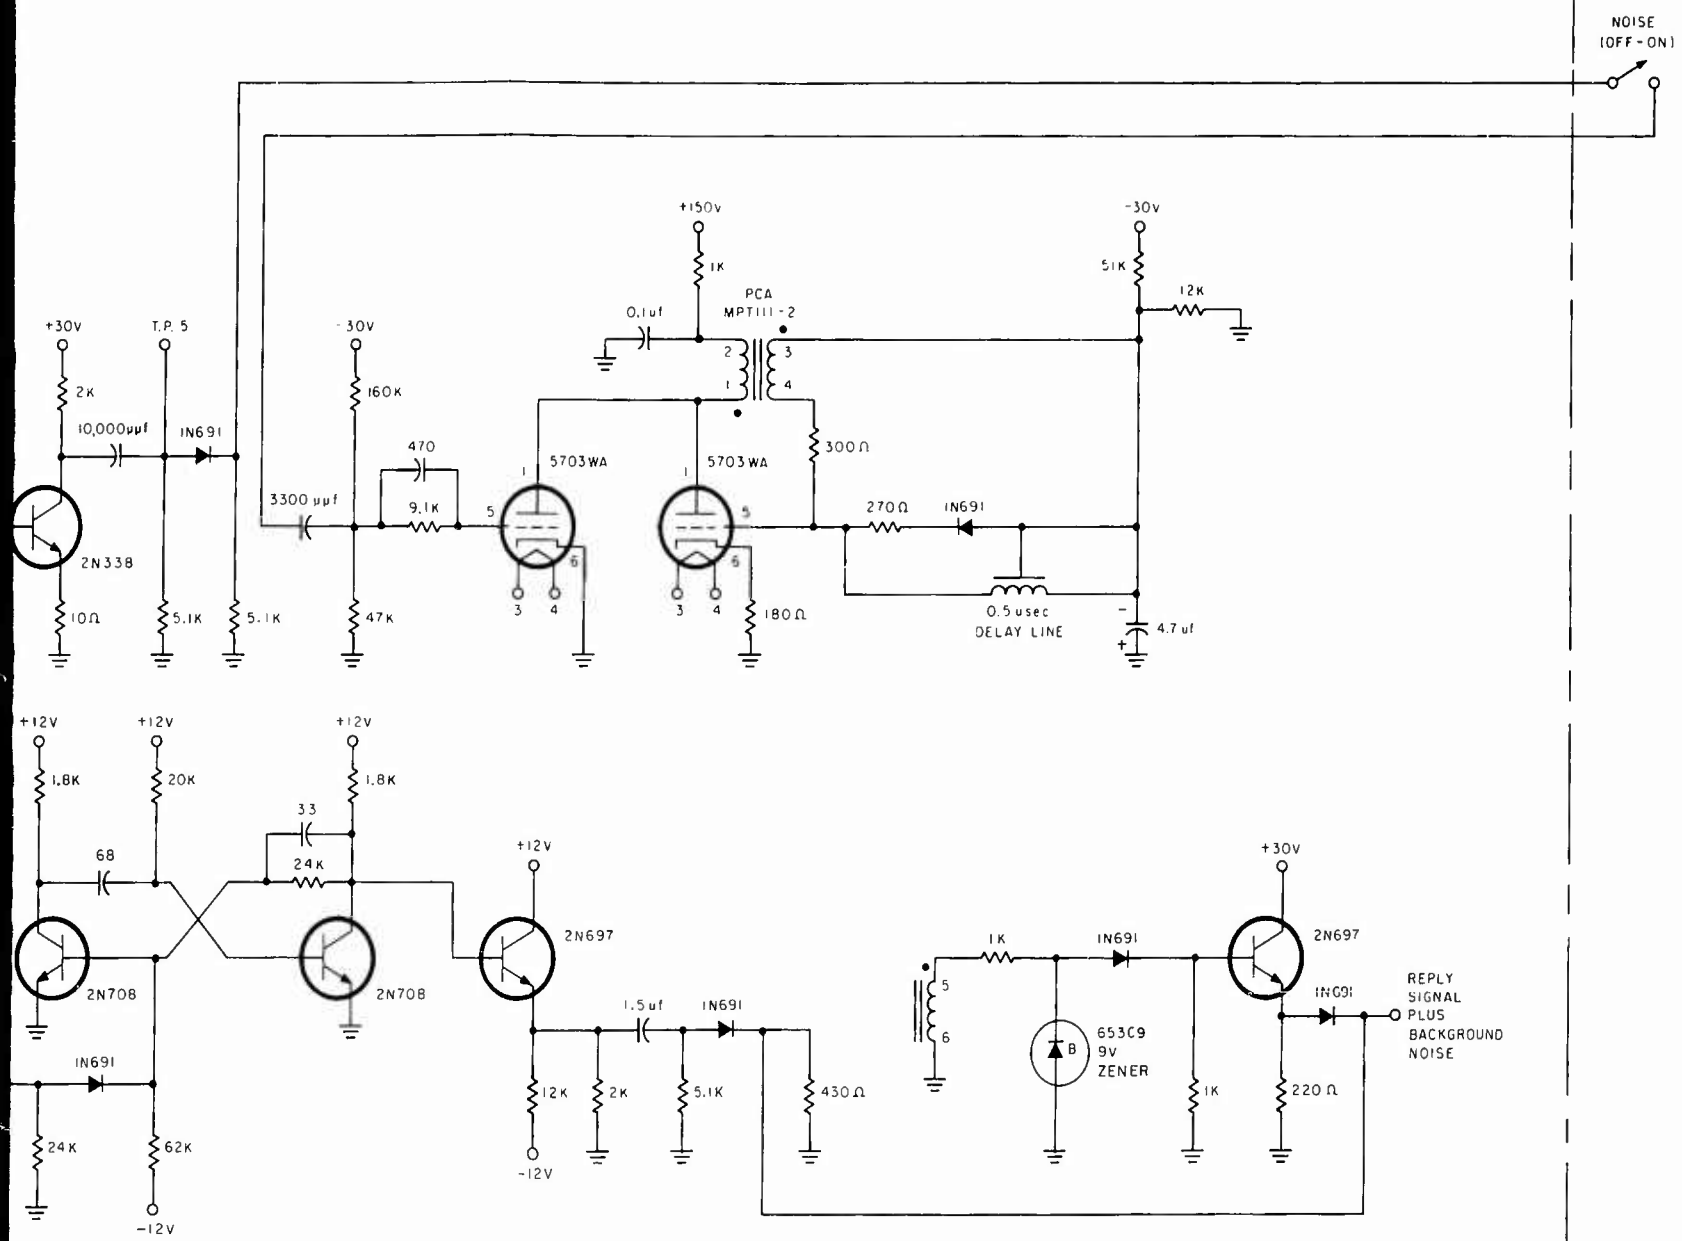 NOISE
(OFF-ON)
+150V
1K
PCA
MPT111-2
0.1uf
2
3
1
4
-30V
51K
12K
+30V
T.P. 5
-30V
2K
10,000µµf
1N691
160K
470
3300 µµf
9.1K
5
1
5703WA
6
3
4
1
5703WA
5
6
3
4
300Ω
270Ω
1N691
0.5 usec
DELAY LINE
180Ω
-
+
4.7uf
2N338
10Ω
5.1K
5.1K
47K
+12V
+12V
+12V
1.8K
20K
1.8K
33
68
24K
+12V
2N708
2N708
2N697
1N691
24K
62K
-12V
1.5uf
1N691
12K
2K
5.1K
430Ω
-12V
+30V
1K
1N691
2N697
5
6
653C9
9V
ZENER
B
1K
220Ω
1N691
REPLY
SIGNAL
PLUS
BACKGROUND
NOISE